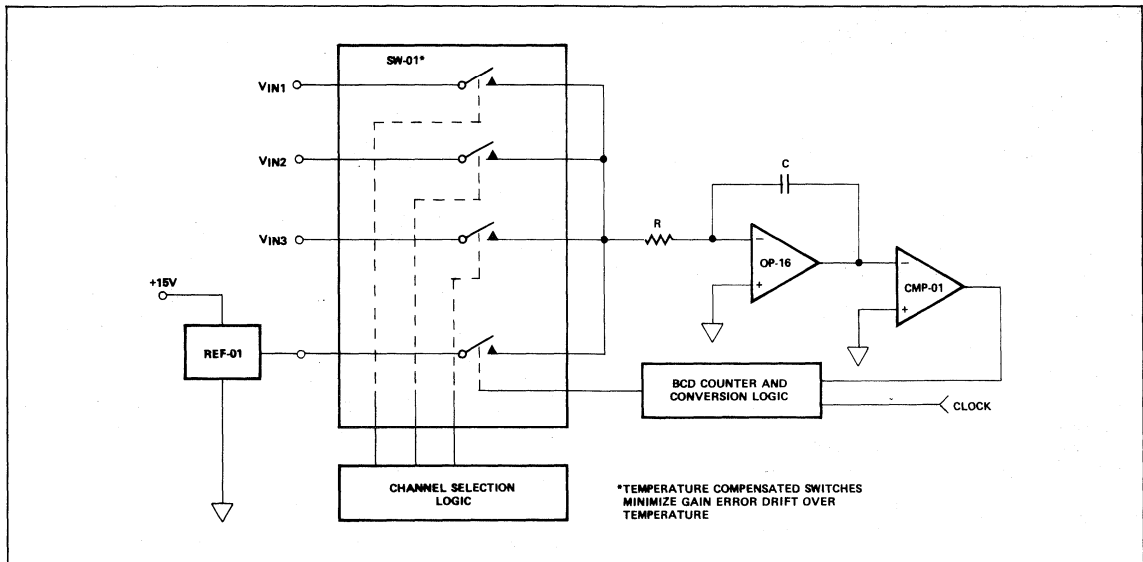 SW-01*
VIN1
VIN2
VIN3
+15V
REF-01
R
C
−
OP-16
+
−
CMP-01
+
BCD COUNTER AND
CONVERSION LOGIC
CLOCK
CHANNEL SELECTION
LOGIC
*TEMPERATURE COMPENSATED SWITCHES
MINIMIZE GAIN ERROR DRIFT OVER
TEMPERATURE